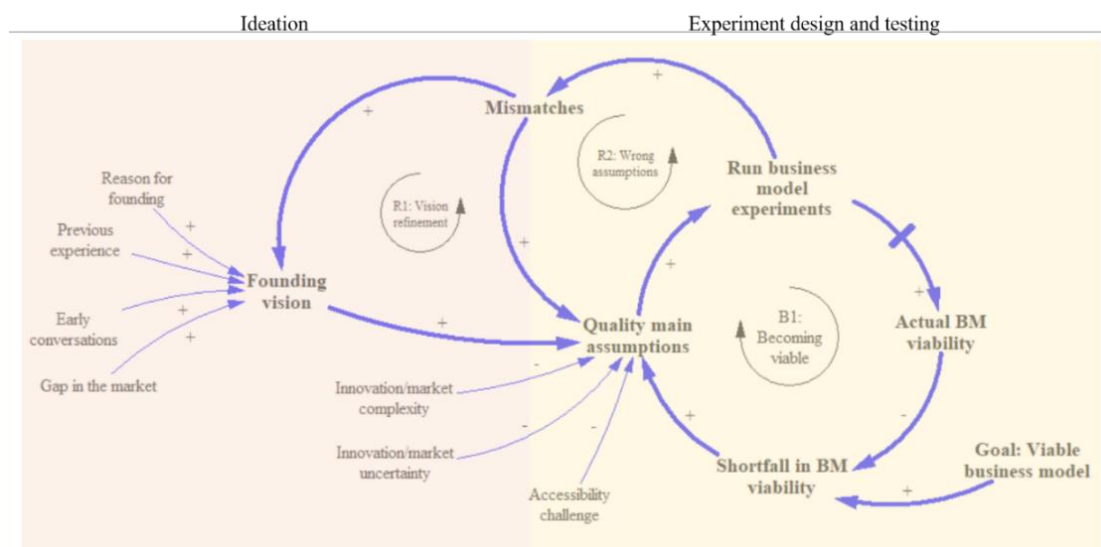 Ideation
Experiment design and testing
+
+
Mismatches
R2: Wrong
assumptions
Run business
model
experiments
Reason for
founding
+
R1: Vision
refinement
Previous
experience
+
+
+
Founding
vision
+
Early
conversations
+
+
+
Quality main
assumptions
B1:
Becoming
viable
+
Actual BM
viability
Gap in the market
-
Innovation/market
complexity
+
-
-
-
Innovation/market
uncertainty
Shortfall in BM
viability
Goal: Viable
business model
+
Accessibility
challenge